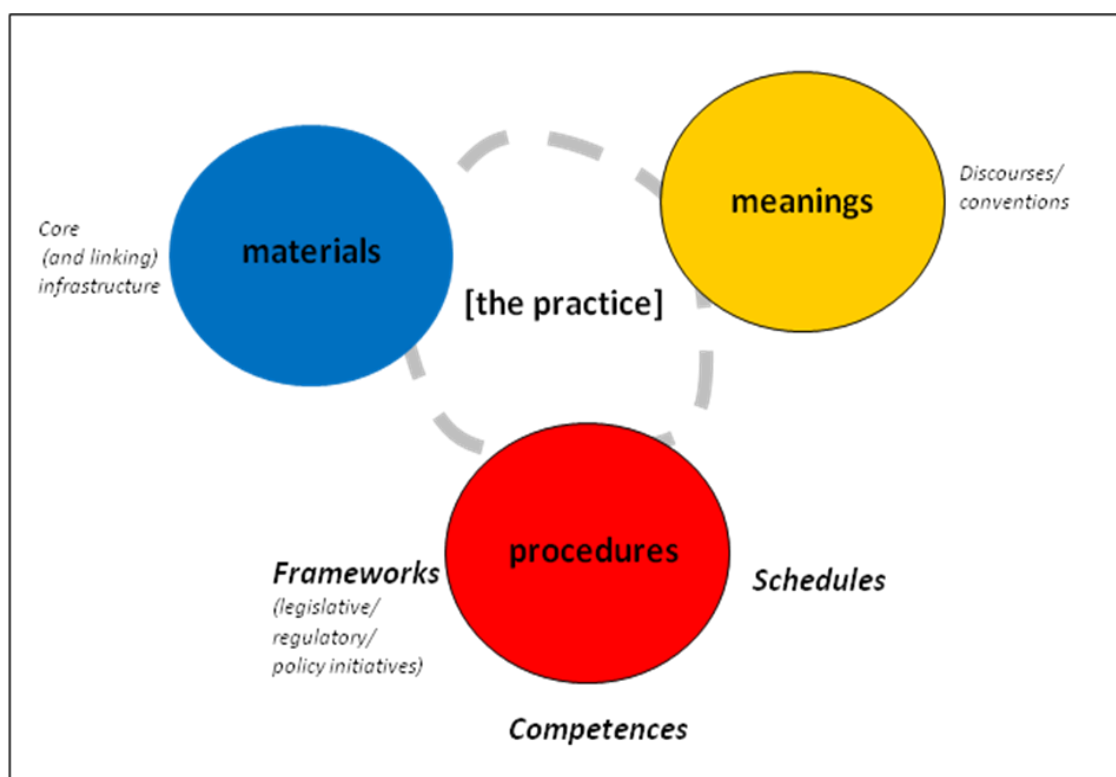 meanings
Discourses/
conventions
materials
Core
(and linking)
infrastructure
[the practice]
procedures
Frameworks
(legislative/
regulatory/
policy initiatives)
Schedules
Competences